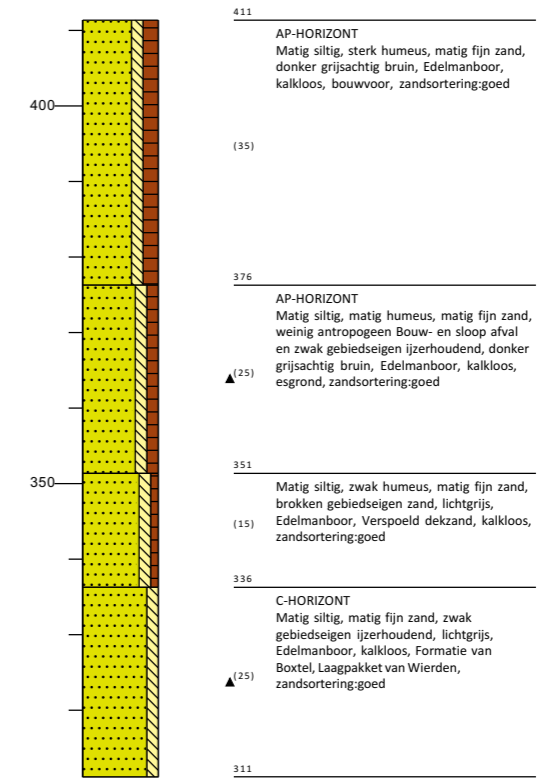 411
AP-HORIZONT
Matig siltig, sterk humeus, matig fijn zand,
donker grijsachtig bruin, Edelmanboor,
kalkloos, bouwvoor, zandsortering:goed
400
(35)
376
AP-HORIZONT
Matig siltig, matig humeus, matig fijn zand,
weinig antropogeen Bouw- en sloop afval
en zwak gebiedseigen ijzerhoudend, donker
grijsachtig bruin, Edelmanboor, kalkloos,
esgrond, zandsortering:goed
(25)
351
350
Matig siltig, zwak humeus, matig fijn zand,
brokken gebiedseigen zand, lichtgrijs,
Edelmanboor, Verspoeld dekzand, kalkloos,
zandsortering:goed
(15)
336
C-HORIZONT
Matig siltig, matig fijn zand, zwak
gebiedseigen ijzerhoudend, lichtgrijs,
Edelmanboor, kalkloos, Formatie van
Boxtel, Laagpakket van Wierden,
zandsortering:goed
(25)
311